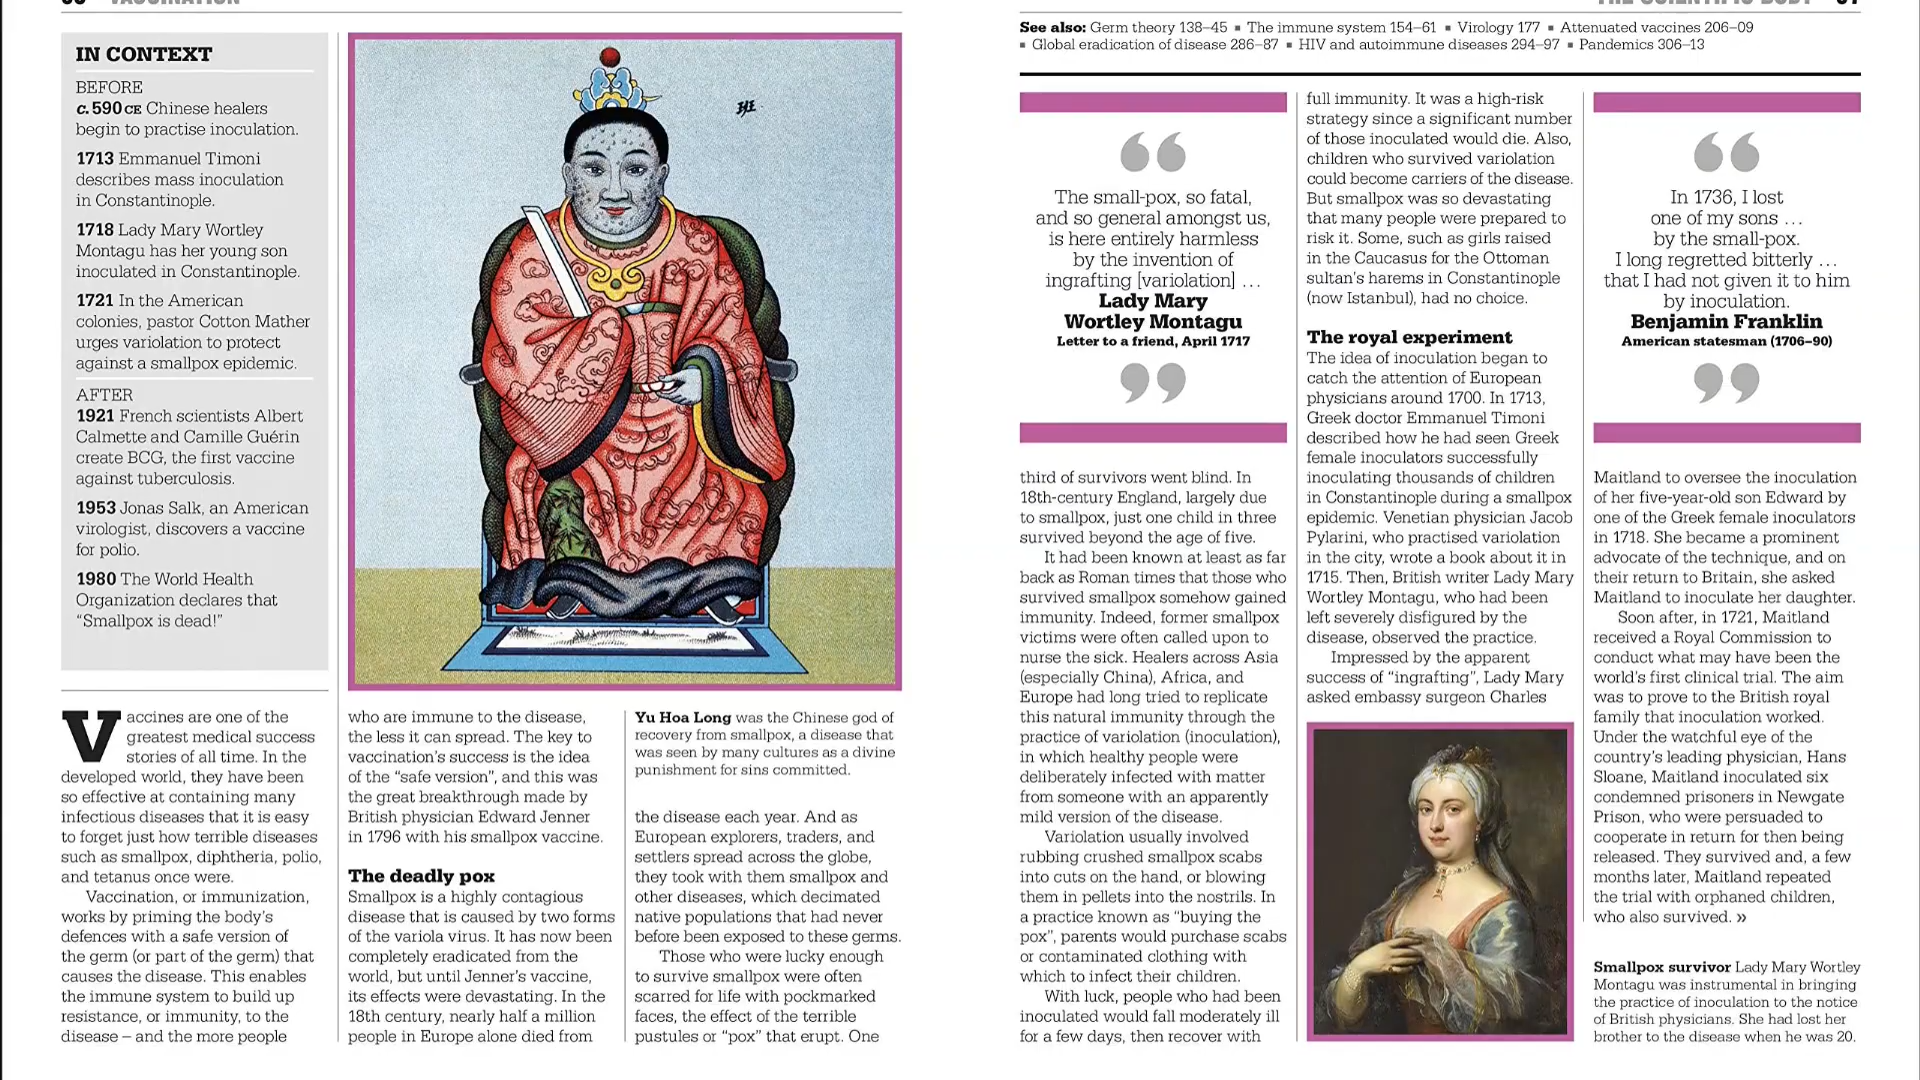 VACCINATION
IN CONTEXT
BEFORE
c. 590 CE Chinese healers
begin to practise inoculation.
1713 Emmanuel Timoni
describes mass inoculation
in Constantinople.
1718 Lady Mary Wortley
Montagu has her young son
inoculated in Constantinople.
1721 In the American
colonies, pastor Cotton Mather
urges variolation to protect
against a smallpox epidemic.
AFTER
1921 French scientists Albert
Calmette and Camille Guérin
create BCG, the first vaccine
against tuberculosis.
1953 Jonas Salk, an American
virologist, discovers a vaccine
for polio.
1980 The World Health
Organization declares that
“Smallpox is dead!”
Vaccines are one of the
greatest medical success
stories of all time. In the
developed world, they have been
so effective at containing many
infectious diseases that it is easy
to forget just how terrible diseases
such as smallpox, diphtheria, polio,
and tetanus once were.
Vaccination, or immunization,
works by priming the body’s
defences with a safe version of
the germ (or part of the germ) that
causes the disease. This enables
the immune system to build up
resistance, or immunity, to the
disease – and the more people
who are immune to the disease,
the less it can spread. The key to
vaccination’s success is the idea
of the “safe version”, and this was
the great breakthrough made by
British physician Edward Jenner
in 1796 with his smallpox vaccine.
The deadly pox
Smallpox is a highly contagious
disease that is caused by two forms
of the variola virus. It has now been
completely eradicated from the
world, but until Jenner’s vaccine,
its effects were devastating. In the
18th century, nearly half a million
people in Europe alone died from
Yu Hoa Long was the Chinese god of
recovery from smallpox, a disease that
was seen by many cultures as a divine
punishment for sins committed.
the disease each year. And as
European explorers, traders, and
settlers spread across the globe,
they took with them smallpox and
other diseases, which decimated
native populations that had never
before been exposed to these germs.
Those who were lucky enough
to survive smallpox were often
scarred for life with pockmarked
faces, the effect of the terrible
pustules or “pox” that erupt. One
THE SCIENTIFIC BODY
See also: Germ theory 138–45 ▪ The immune system 154–61 ▪ Virology 177 ▪ Attenuated vaccines 206–09
▪ Global eradication of disease 286–87 ▪ HIV and autoimmune diseases 294–97 ▪ Pandemics 306–13
“
The small-pox, so fatal,
and so general amongst us,
is here entirely harmless
by the invention of
ingrafting [variolation] …
Lady Mary
Wortley Montagu
Letter to a friend, April 1717
”
third of survivors went blind. In
18th-century England, largely due
to smallpox, just one child in three
survived beyond the age of five.
It had been known at least as far
back as Roman times that those who
survived smallpox somehow gained
immunity. Indeed, former smallpox
victims were often called upon to
nurse the sick. Healers across Asia
(especially China), Africa, and
Europe had long tried to replicate
this natural immunity through the
practice of variolation (inoculation),
in which healthy people were
deliberately infected with matter
from someone with an apparently
mild version of the disease.
Variolation usually involved
rubbing crushed smallpox scabs
into cuts on the hand, or blowing
them in pellets into the nostrils. In
a practice known as “buying the
pox”, parents would purchase scabs
or contaminated clothing with
which to infect their children.
With luck, people who had been
inoculated would fall moderately ill
for a few days, then recover with
full immunity. It was a high-risk
strategy since a significant number
of those inoculated would die. Also,
children who survived variolation
could become carriers of the disease.
But smallpox was so devastating
that many people were prepared to
risk it. Some, such as girls raised
in the Caucasus for the Ottoman
sultan’s harems in Constantinople
(now Istanbul), had no choice.
The royal experiment
The idea of inoculation began to
catch the attention of European
physicians around 1700. In 1713,
Greek doctor Emmanuel Timoni
described how he had seen Greek
female inoculators successfully
inoculating thousands of children
in Constantinople during a smallpox
epidemic. Venetian physician Jacob
Pylarini, who practised variolation
in the city, wrote a book about it in
1715. Then, British writer Lady Mary
Wortley Montagu, who had been
left severely disfigured by the
disease, observed the practice.
Impressed by the apparent
success of “ingrafting”, Lady Mary
asked embassy surgeon Charles
“
In 1736, I lost
one of my sons …
by the small-pox.
I long regretted bitterly …
that I had not given it to him
by inoculation.
Benjamin Franklin
American statesman (1706–90)
”
Maitland to oversee the inoculation
of her five-year-old son Edward by
one of the Greek female inoculators
in 1718. She became a prominent
advocate of the technique, and on
their return to Britain, she asked
Maitland to inoculate her daughter.
Soon after, in 1721, Maitland
received a Royal Commission to
conduct what may have been the
world’s first clinical trial. The aim
was to prove to the British royal
family that inoculation worked.
Under the watchful eye of the
country’s leading physician, Hans
Sloane, Maitland inoculated six
condemned prisoners in Newgate
Prison, who were persuaded to
cooperate in return for then being
released. They survived and, a few
months later, Maitland repeated
the trial with orphaned children,
who also survived. »
Smallpox survivor Lady Mary Wortley
Montagu was instrumental in bringing
the practice of inoculation to the notice
of British physicians. She had lost her
brother to the disease when he was 20.